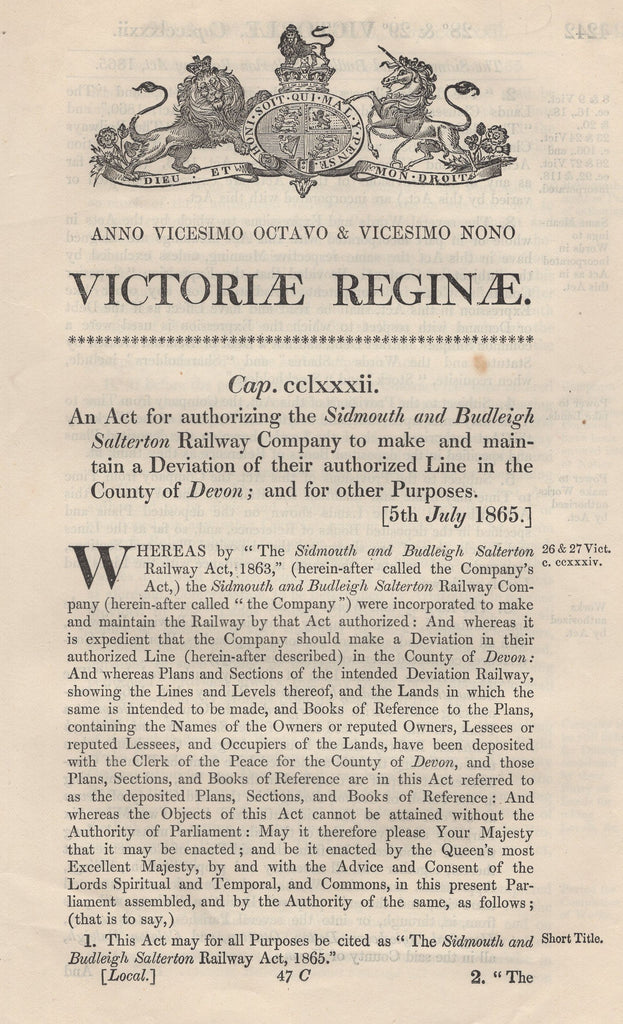 HONI · SOIT · QUI · MAL · Y · PENSE
DIEU · ET MON · DROIT
ANNO VICESIMO OCTAVO & VICESIMO NONO
VICTORIÆ REGINÆ.
Cap. cclxxxii.
An Act for authorizing the Sidmouth and Budleigh
Salterton Railway Company to make and main-
tain a Deviation of their authorized Line in the
County of Devon; and for other Purposes.
[5th July 1865.]
WHEREAS by “The Sidmouth and Budleigh Salterton
Railway Act, 1863,” (herein-after called the Company’s
Act,) the Sidmouth and Budleigh Salterton Railway Com-
pany (herein-after called “the Company”) were incorporated to make
and maintain the Railway by that Act authorized: And whereas it
is expedient that the Company should make a Deviation in their
authorized Line (herein-after described) in the County of Devon:
And whereas Plans and Sections of the intended Deviation Railway,
showing the Lines and Levels thereof, and the Lands in which the
same is intended to be made, and Books of Reference to the Plans,
containing the Names of the Owners or reputed Owners, Lessees or
reputed Lessees, and Occupiers of the Lands, have been deposited
with the Clerk of the Peace for the County of Devon, and those
Plans, Sections, and Books of Reference are in this Act referred to
as the deposited Plans, Sections, and Books of Reference: And
whereas the Objects of this Act cannot be attained without the
Authority of Parliament: May it therefore please Your Majesty
that it may be enacted; and be it enacted by the Queen’s most
Excellent Majesty, by and with the Advice and Consent of the
Lords Spiritual and Temporal, and Commons, in this present Par-
liament assembled, and by the Authority of the same, as follows;
(that is to say,)
26 & 27 Vict.
c. ccxxxiv.
1. This Act may for all Purposes be cited as “The Sidmouth and
Budleigh Salterton Railway Act, 1865.”
Short Title.
[Local.] 47 C 2. “The